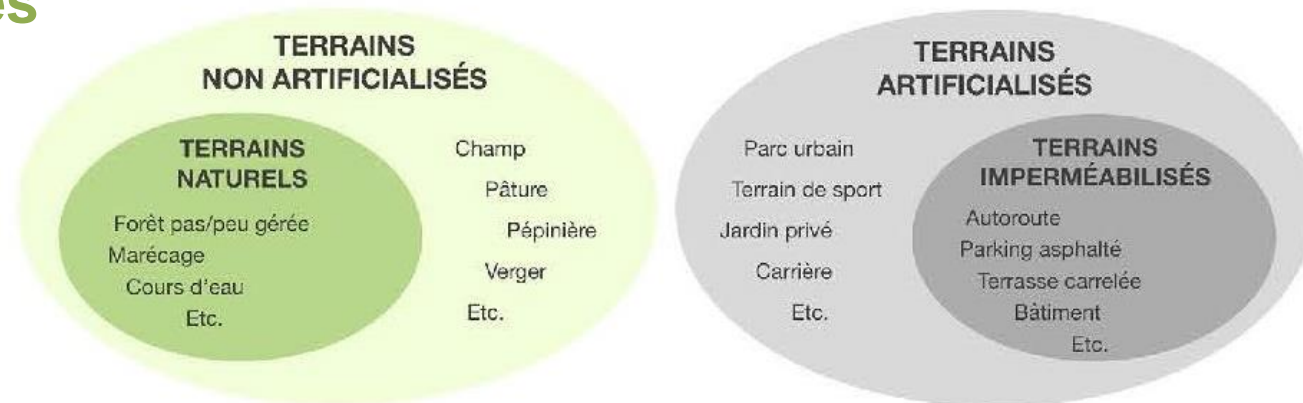 es
TERRAINS
NON ARTIFICIALISÉS
TERRAINS
NATURELS
Forêt pas/peu gérée
Marécage
Cours d'eau
Etc.
Champ
Pâture
Pépinière
Verger
Etc.
TERRAINS
ARTIFICIALISÉS
Parc urbain
Terrain de sport
Jardin privé
Carrière
Etc.
TERRAINS
IMPERMÉABILISÉS
Autoroute
Parking asphalté
Terrasse carrelée
Bâtiment
Etc.